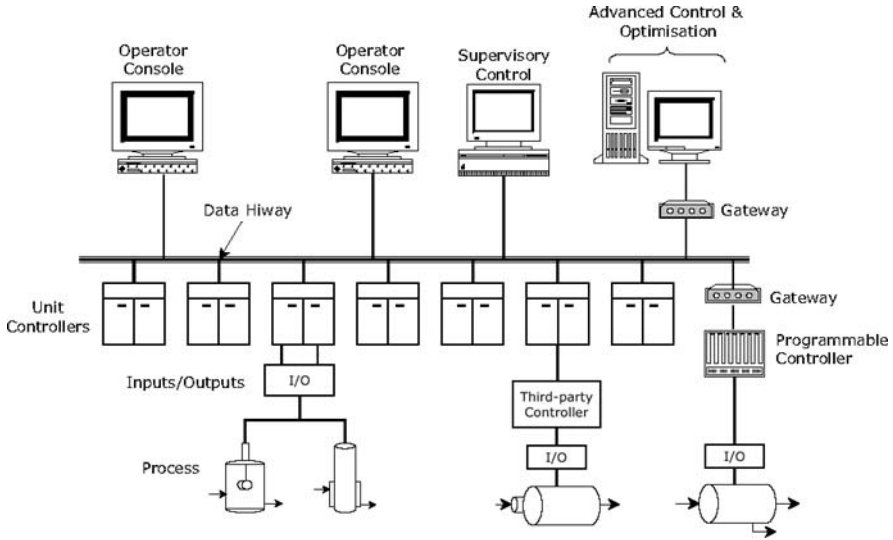 Advanced Control &
Optimisation
Operator
Console
Operator
Console
Supervisory
Control
Data Hiway
Gateway
Unit
Controllers
Gateway
Programmable
Controller
Inputs/Outputs
I/O
Third-party
Controller
Process
I/O
I/O